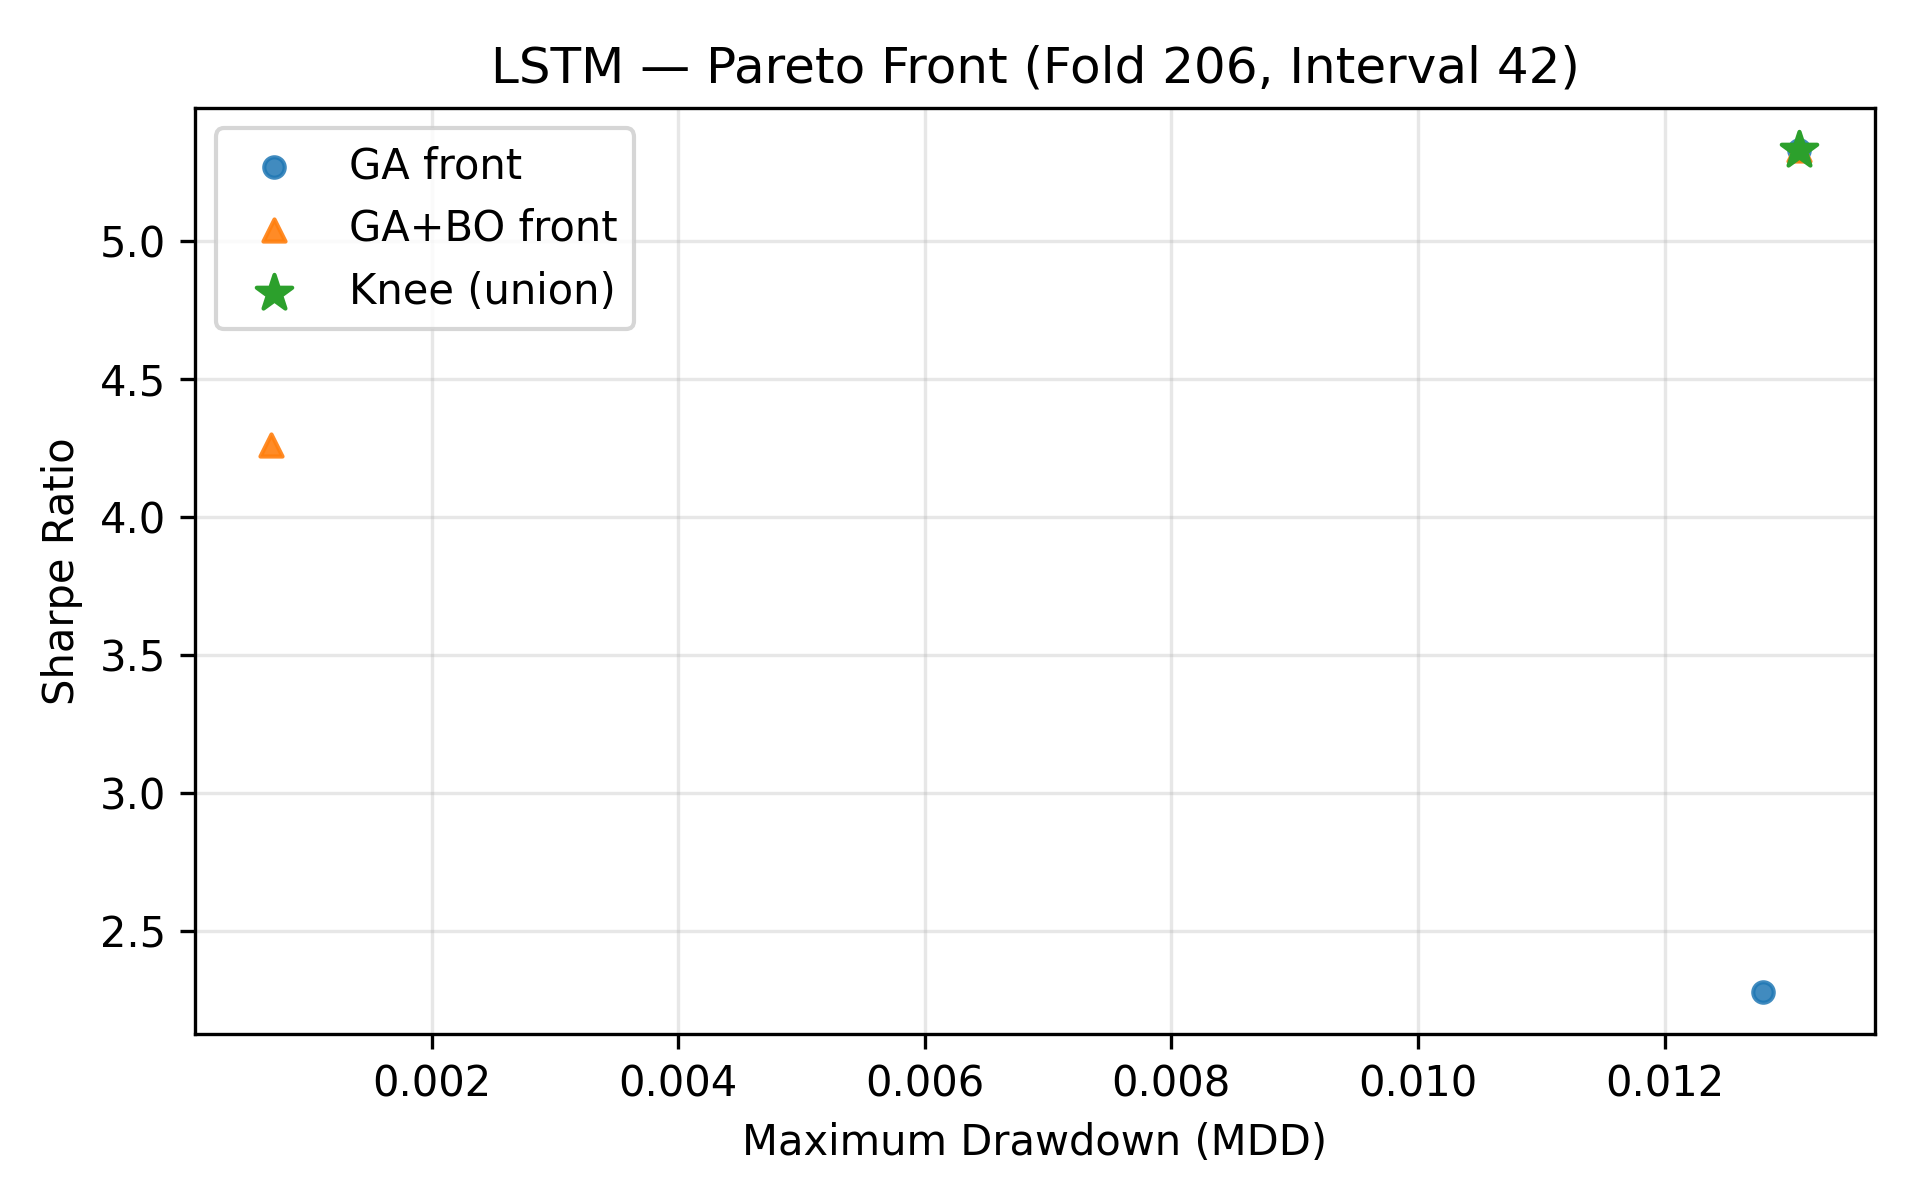 LSTM — Pareto Front (Fold 206, Interval 42)
GA front
GA+BO front
Knee (union)
5.0
4.5
4.0
3.5
3.0
2.5
Sharpe Ratio
0.002
0.004
0.006
0.008
0.010
0.012
Maximum Drawdown (MDD)